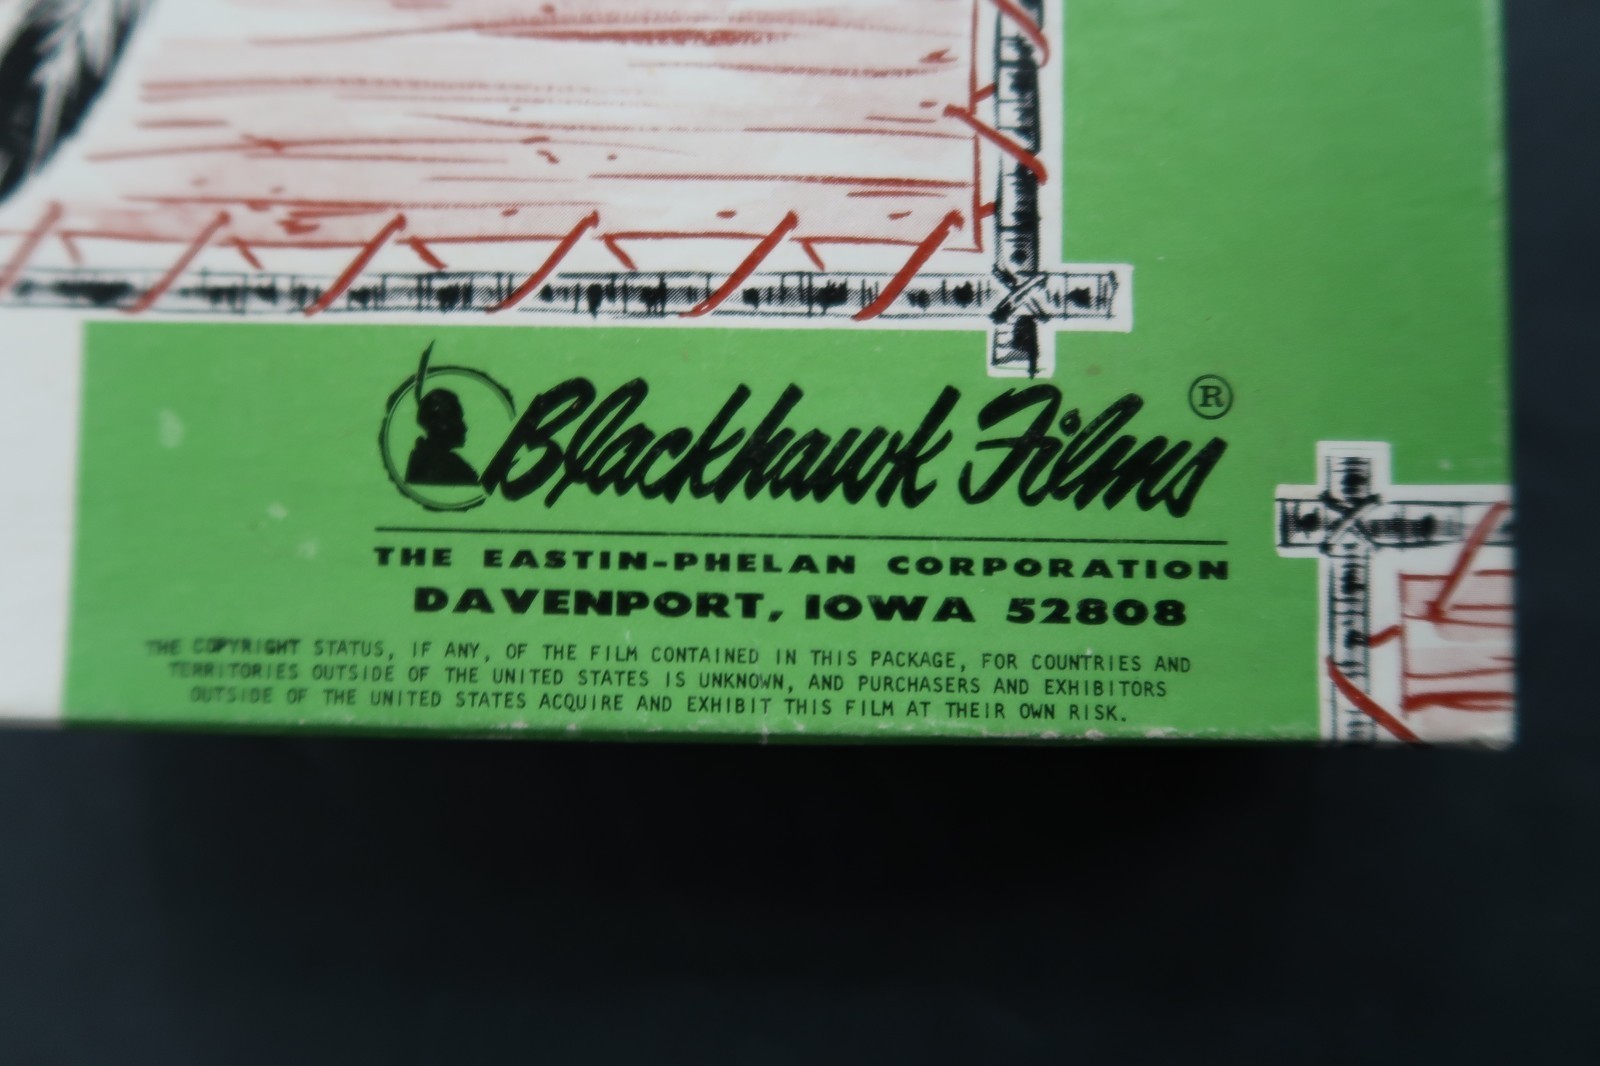 Blackhawk Films ®
THE EASTIN-PHELAN CORPORATION
DAVENPORT, IOWA 52808
THE COPYRIGHT STATUS, IF ANY, OF THE FILM CONTAINED IN THIS PACKAGE, FOR COUNTRIES AND
TERRITORIES OUTSIDE OF THE UNITED STATES IS UNKNOWN, AND PURCHASERS AND EXHIBITORS
OUTSIDE OF THE UNITED STATES ACQUIRE AND EXHIBIT THIS FILM AT THEIR OWN RISK.